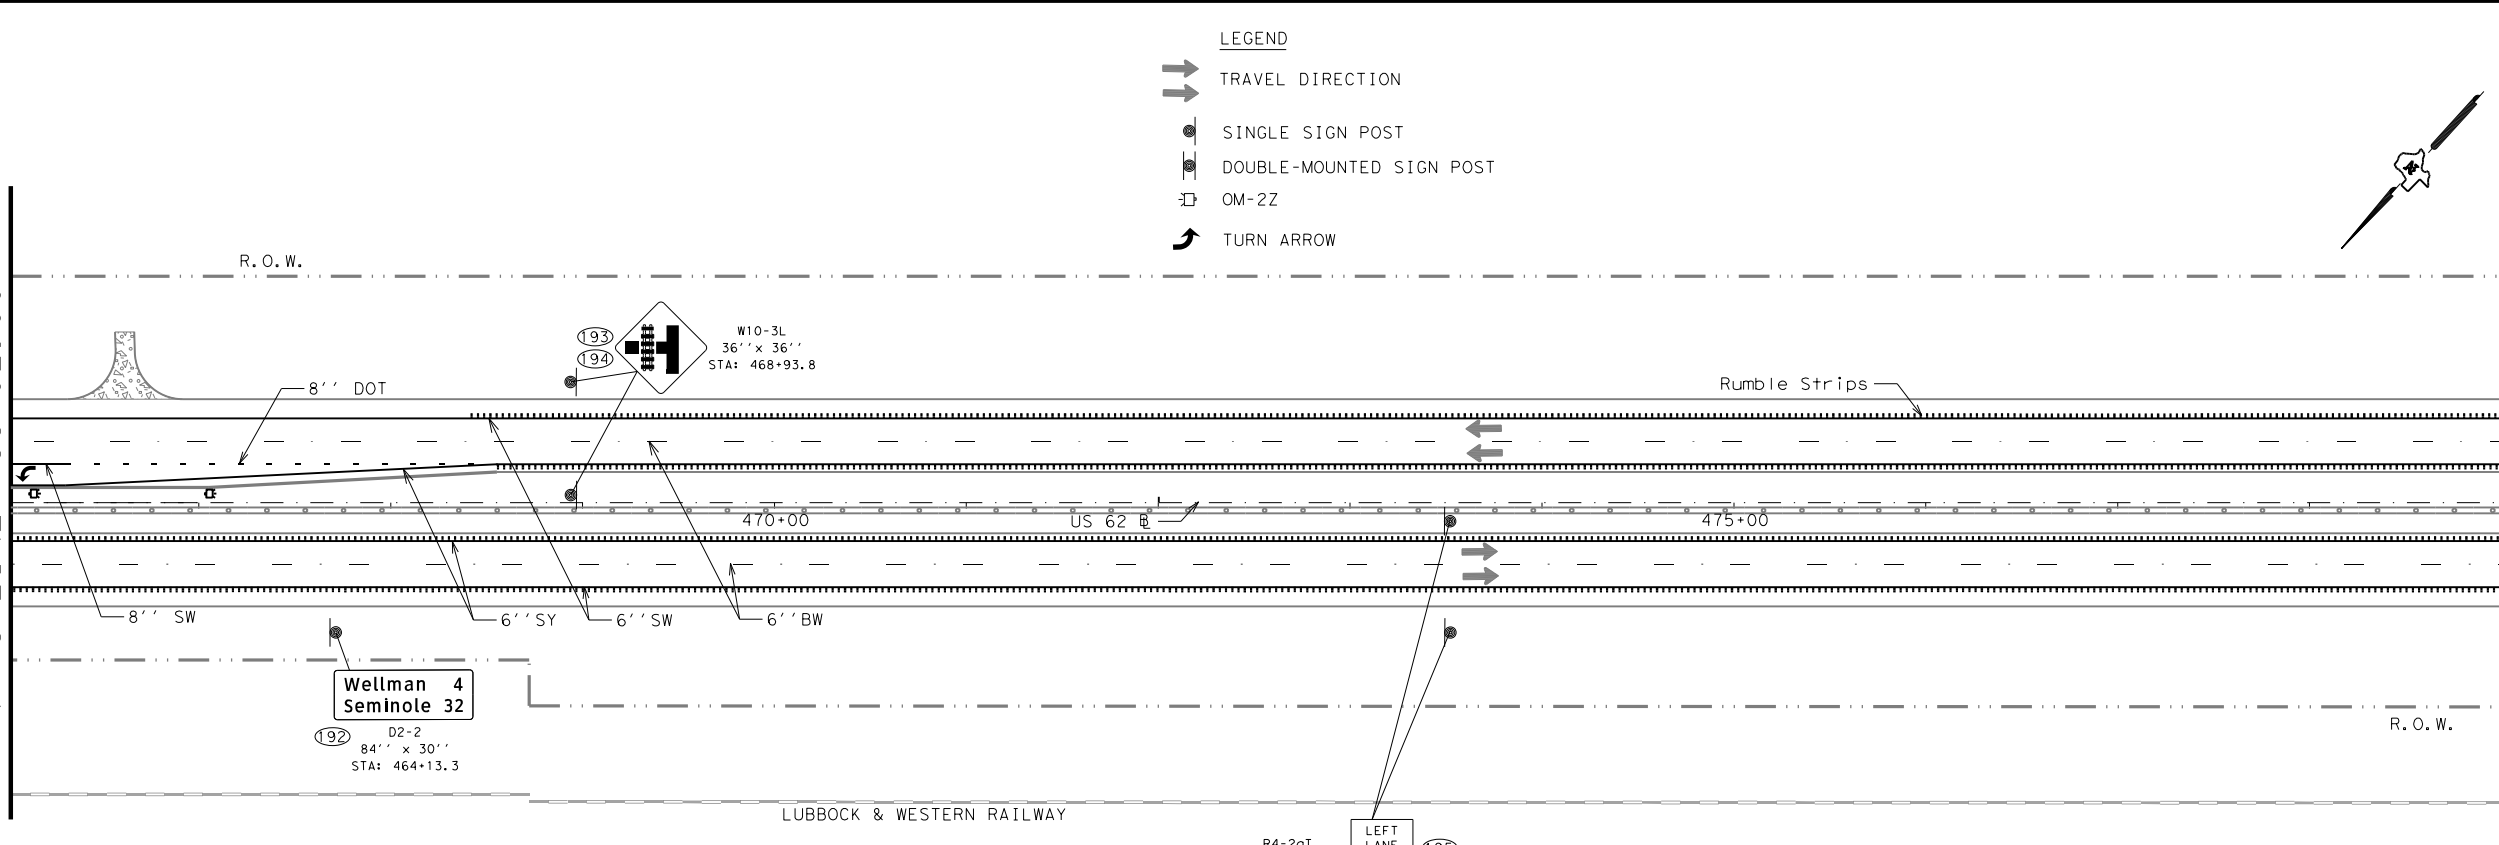 LEGEND
TRAVEL DIRECTION
SINGLE SIGN POST
DOUBLE-MOUNTED SIGN POST
OM-2Z
TURN ARROW
R.O.W.
193
194
W10-3L
36'' x 36''
STA: 468+93.8
8'' DOT
Rumble Strips
470+00
US 62 ℄
475+00
8'' SW
6''SY
6''SW
6''BW
Wellman 4
Seminole 32
192
D2-2
84'' x 30''
STA: 464+13.3
R.O.W.
LUBBOCK & WESTERN RAILWAY
LEFT
LANE